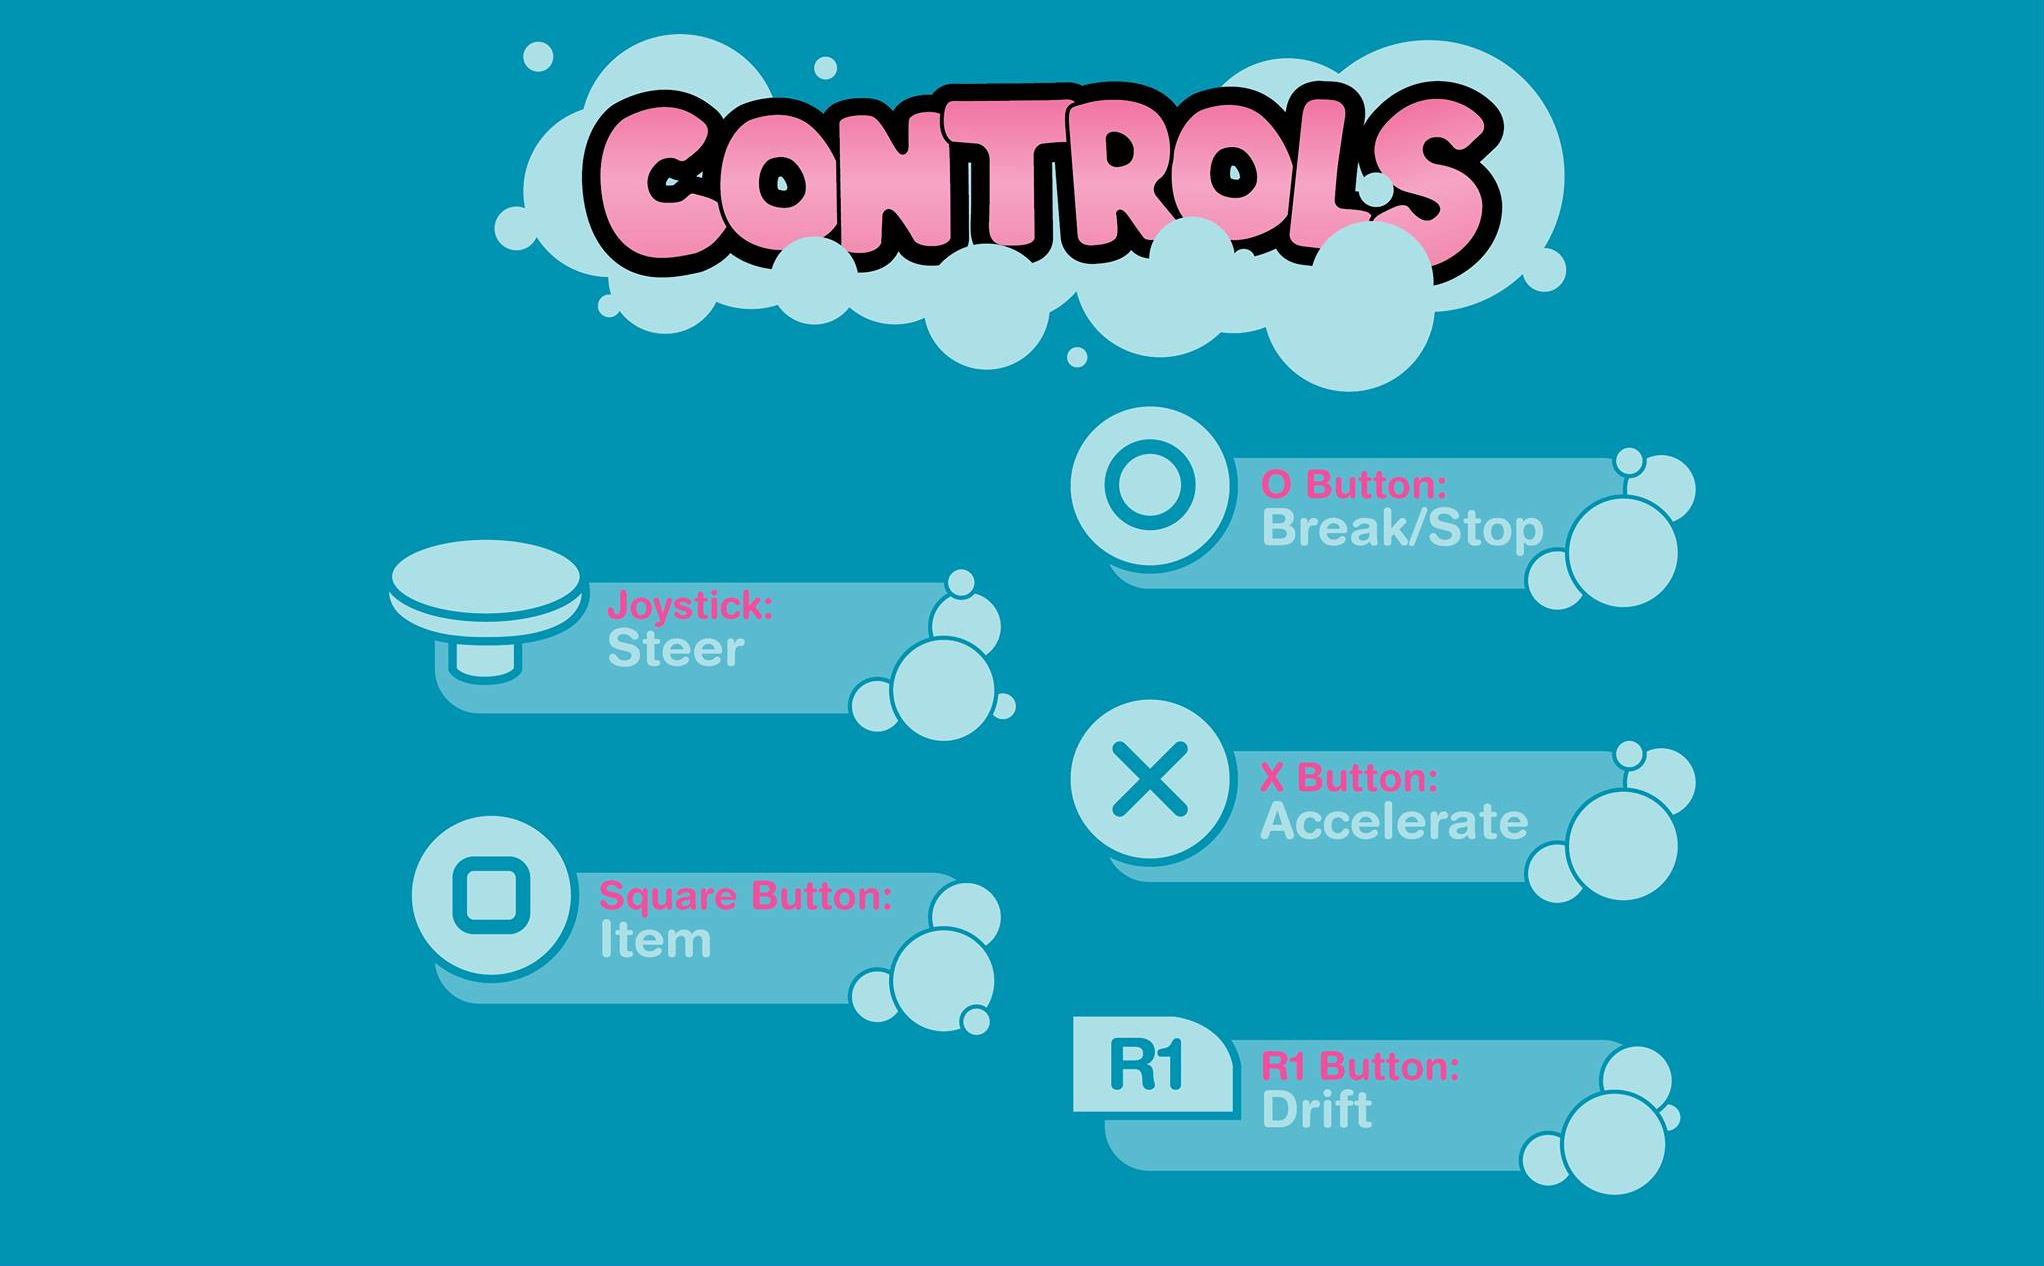 CONTROLS
Joystick:
Steer
Square Button:
Item
O Button:
Break/Stop
X Button:
Accelerate
R1
R1 Button:
Drift